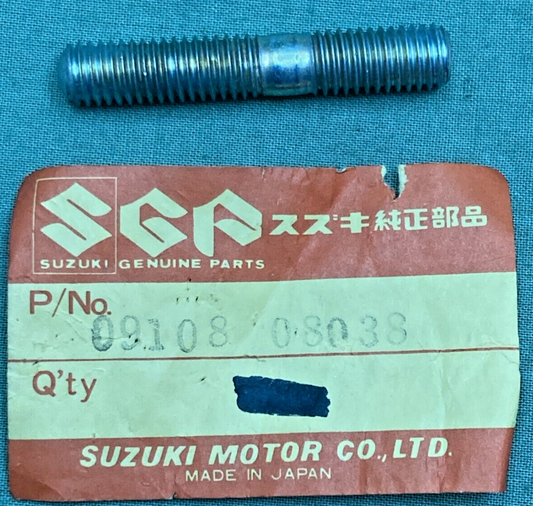 SGP スズキ純正部品
SUZUKI GENUINE PARTS
P/No. 09108 08038
Q'ty
SUZUKI MOTOR CO.,LTD.
MADE IN JAPAN